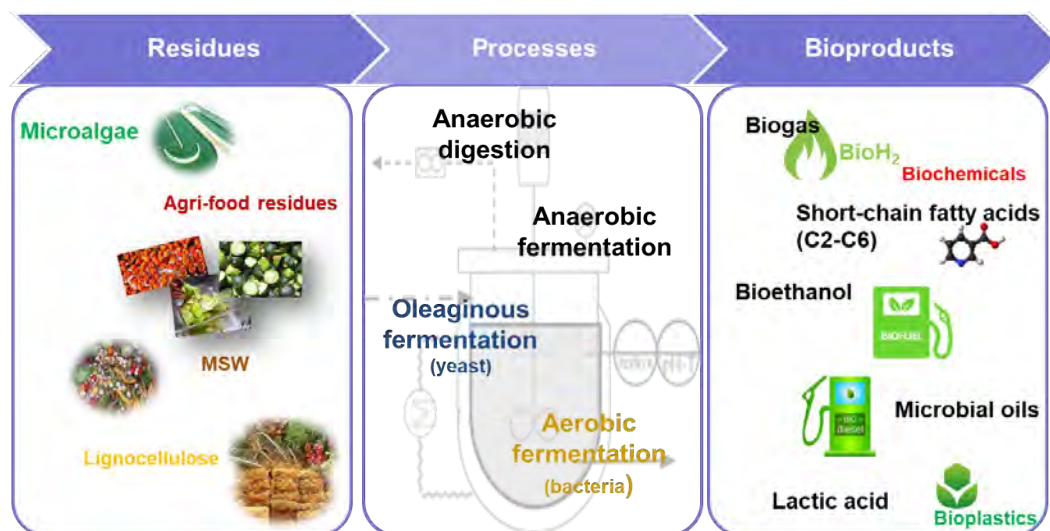 Residues
Processes
Bioproducts
Microalgae
Agri-food residues
MSW
Lignocellulose
Anaerobic
digestion
Anaerobic
fermentation
Oleaginous
fermentation
(yeast)
Aerobic
fermentation
(bacteria)
Biogas
BioH₂
Biochemicals
Short-chain fatty acids
(C2-C6)
Bioethanol
BIOFUEL
Microbial oils
BIO
diesel
Lactic acid
Bioplastics